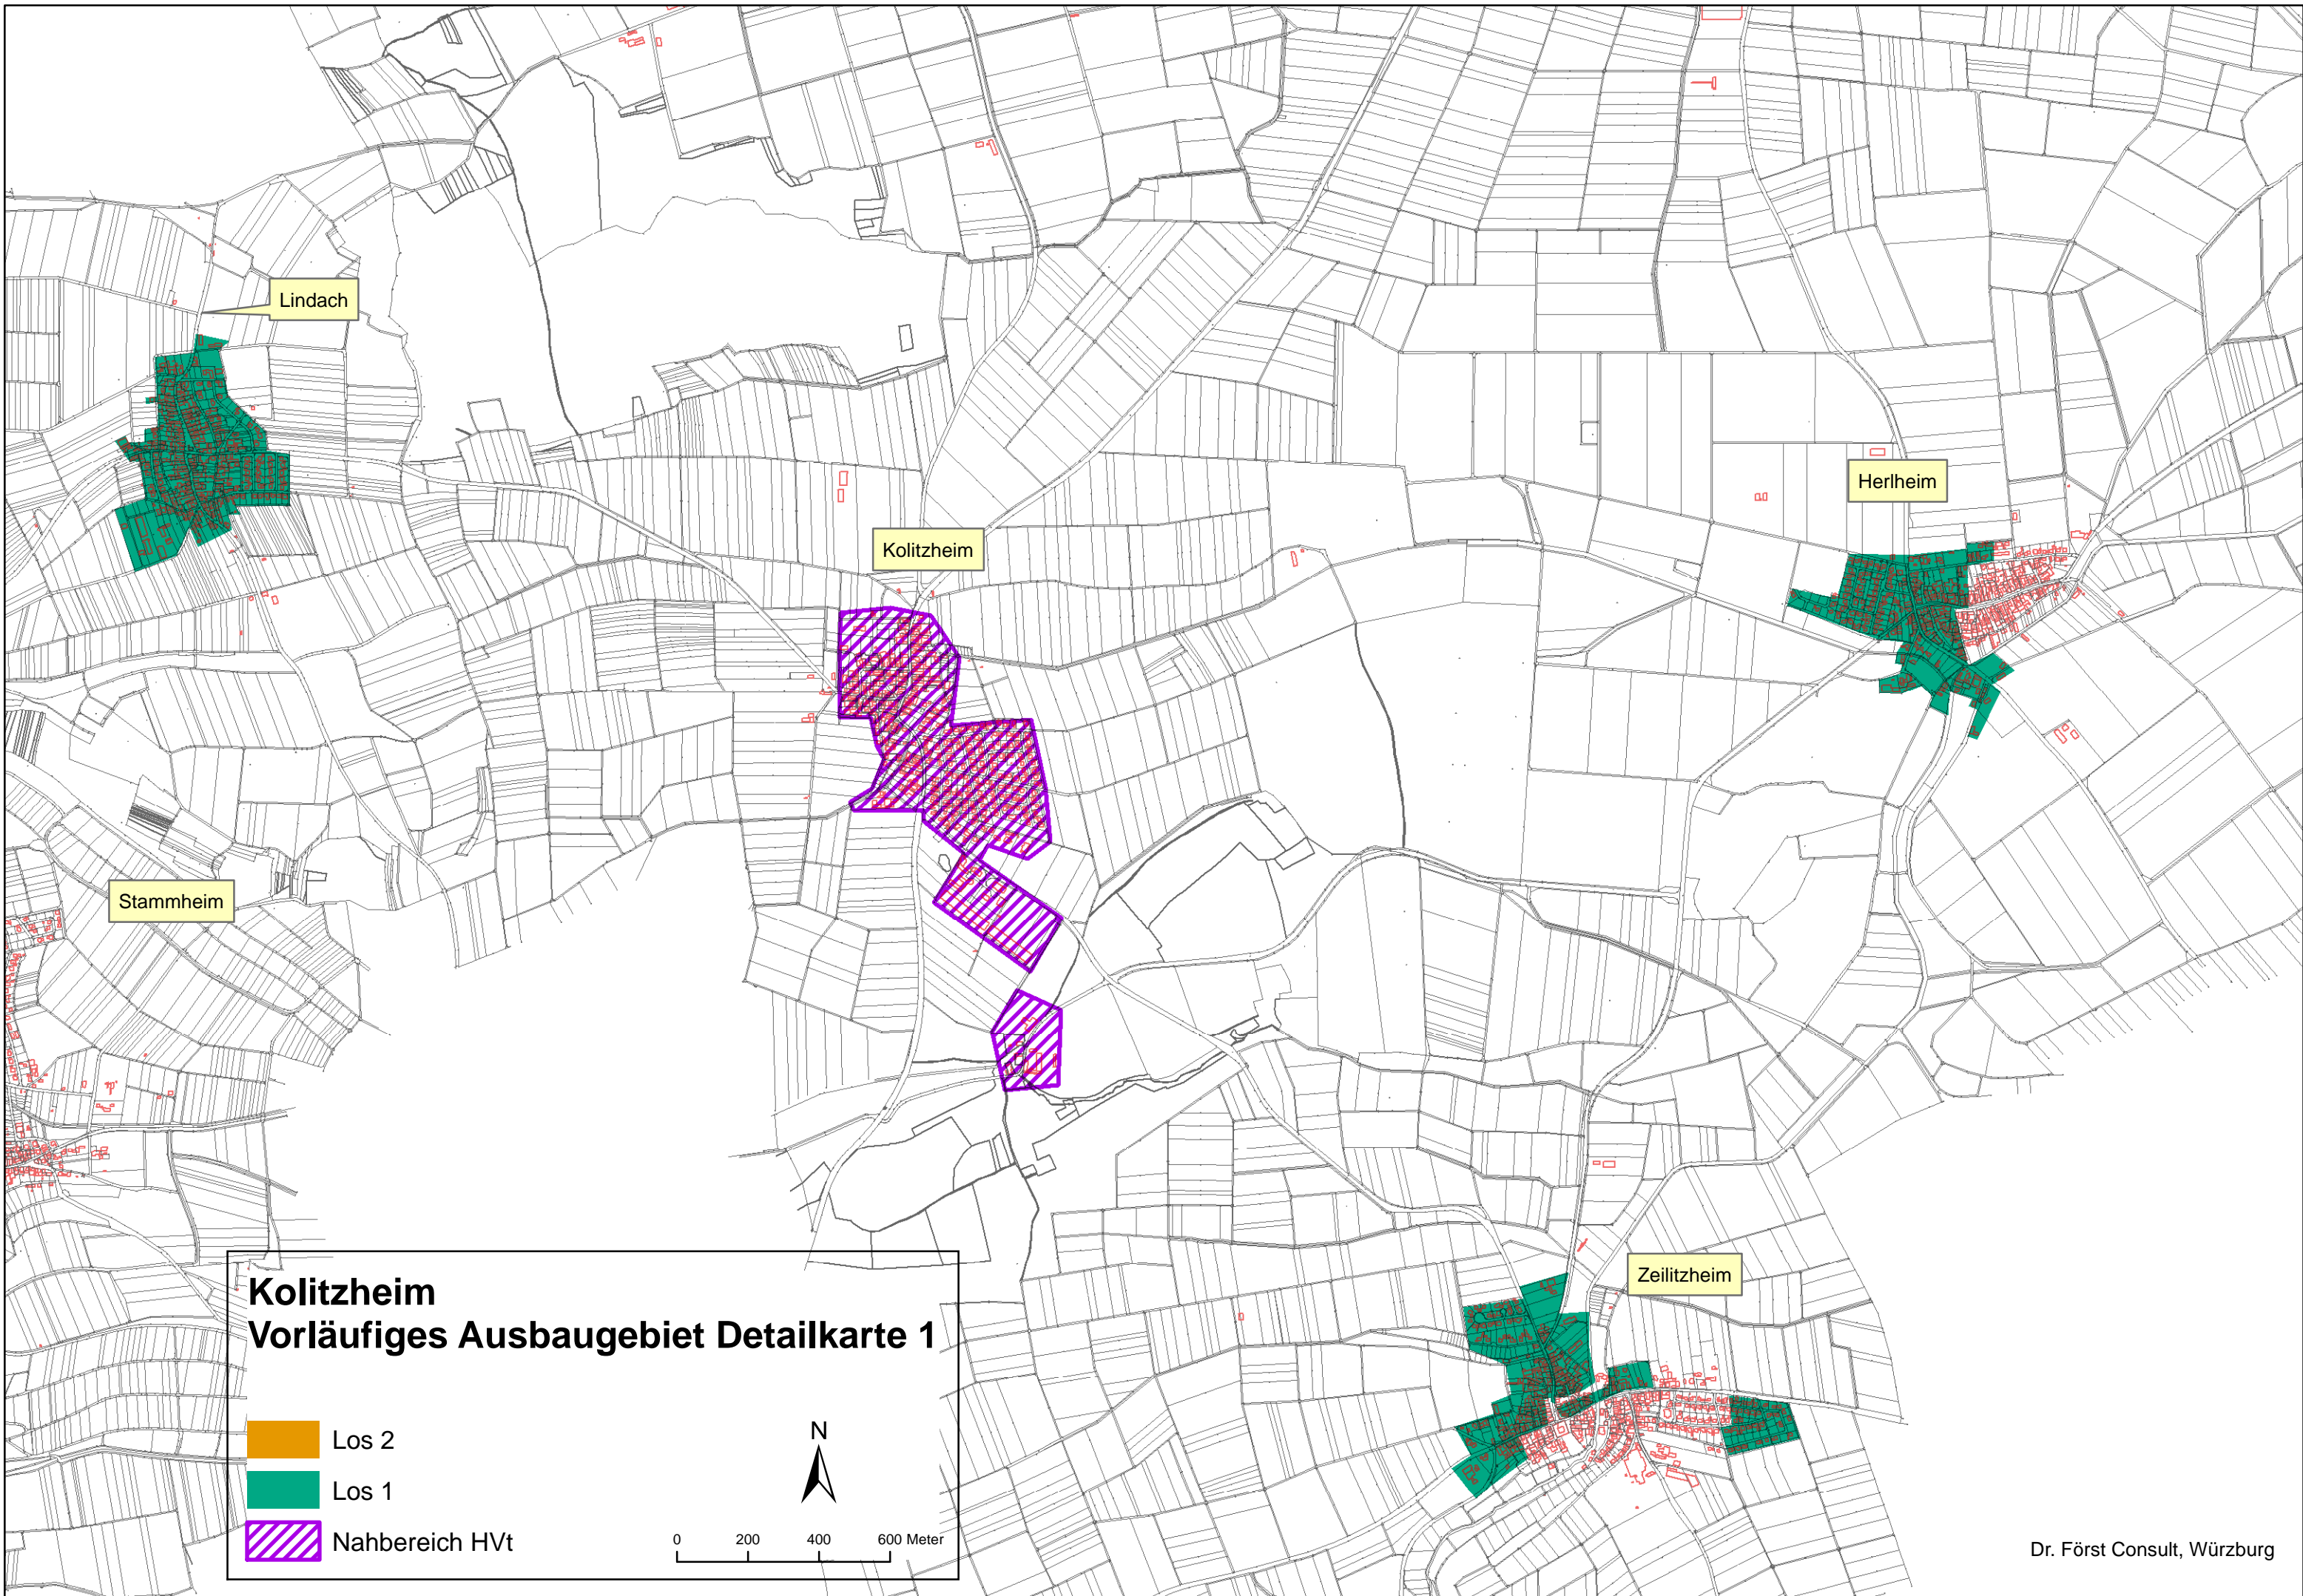 Lindach
Herlheim
Kolitzheim
Stammheim
Zeilitzheim
Kolitzheim
Vorläufiges Ausbaugebiet Detailkarte 1
Los 2
Los 1
Nahbereich HVt
N
0 200 400 600 Meter
Dr. Först Consult, Würzburg